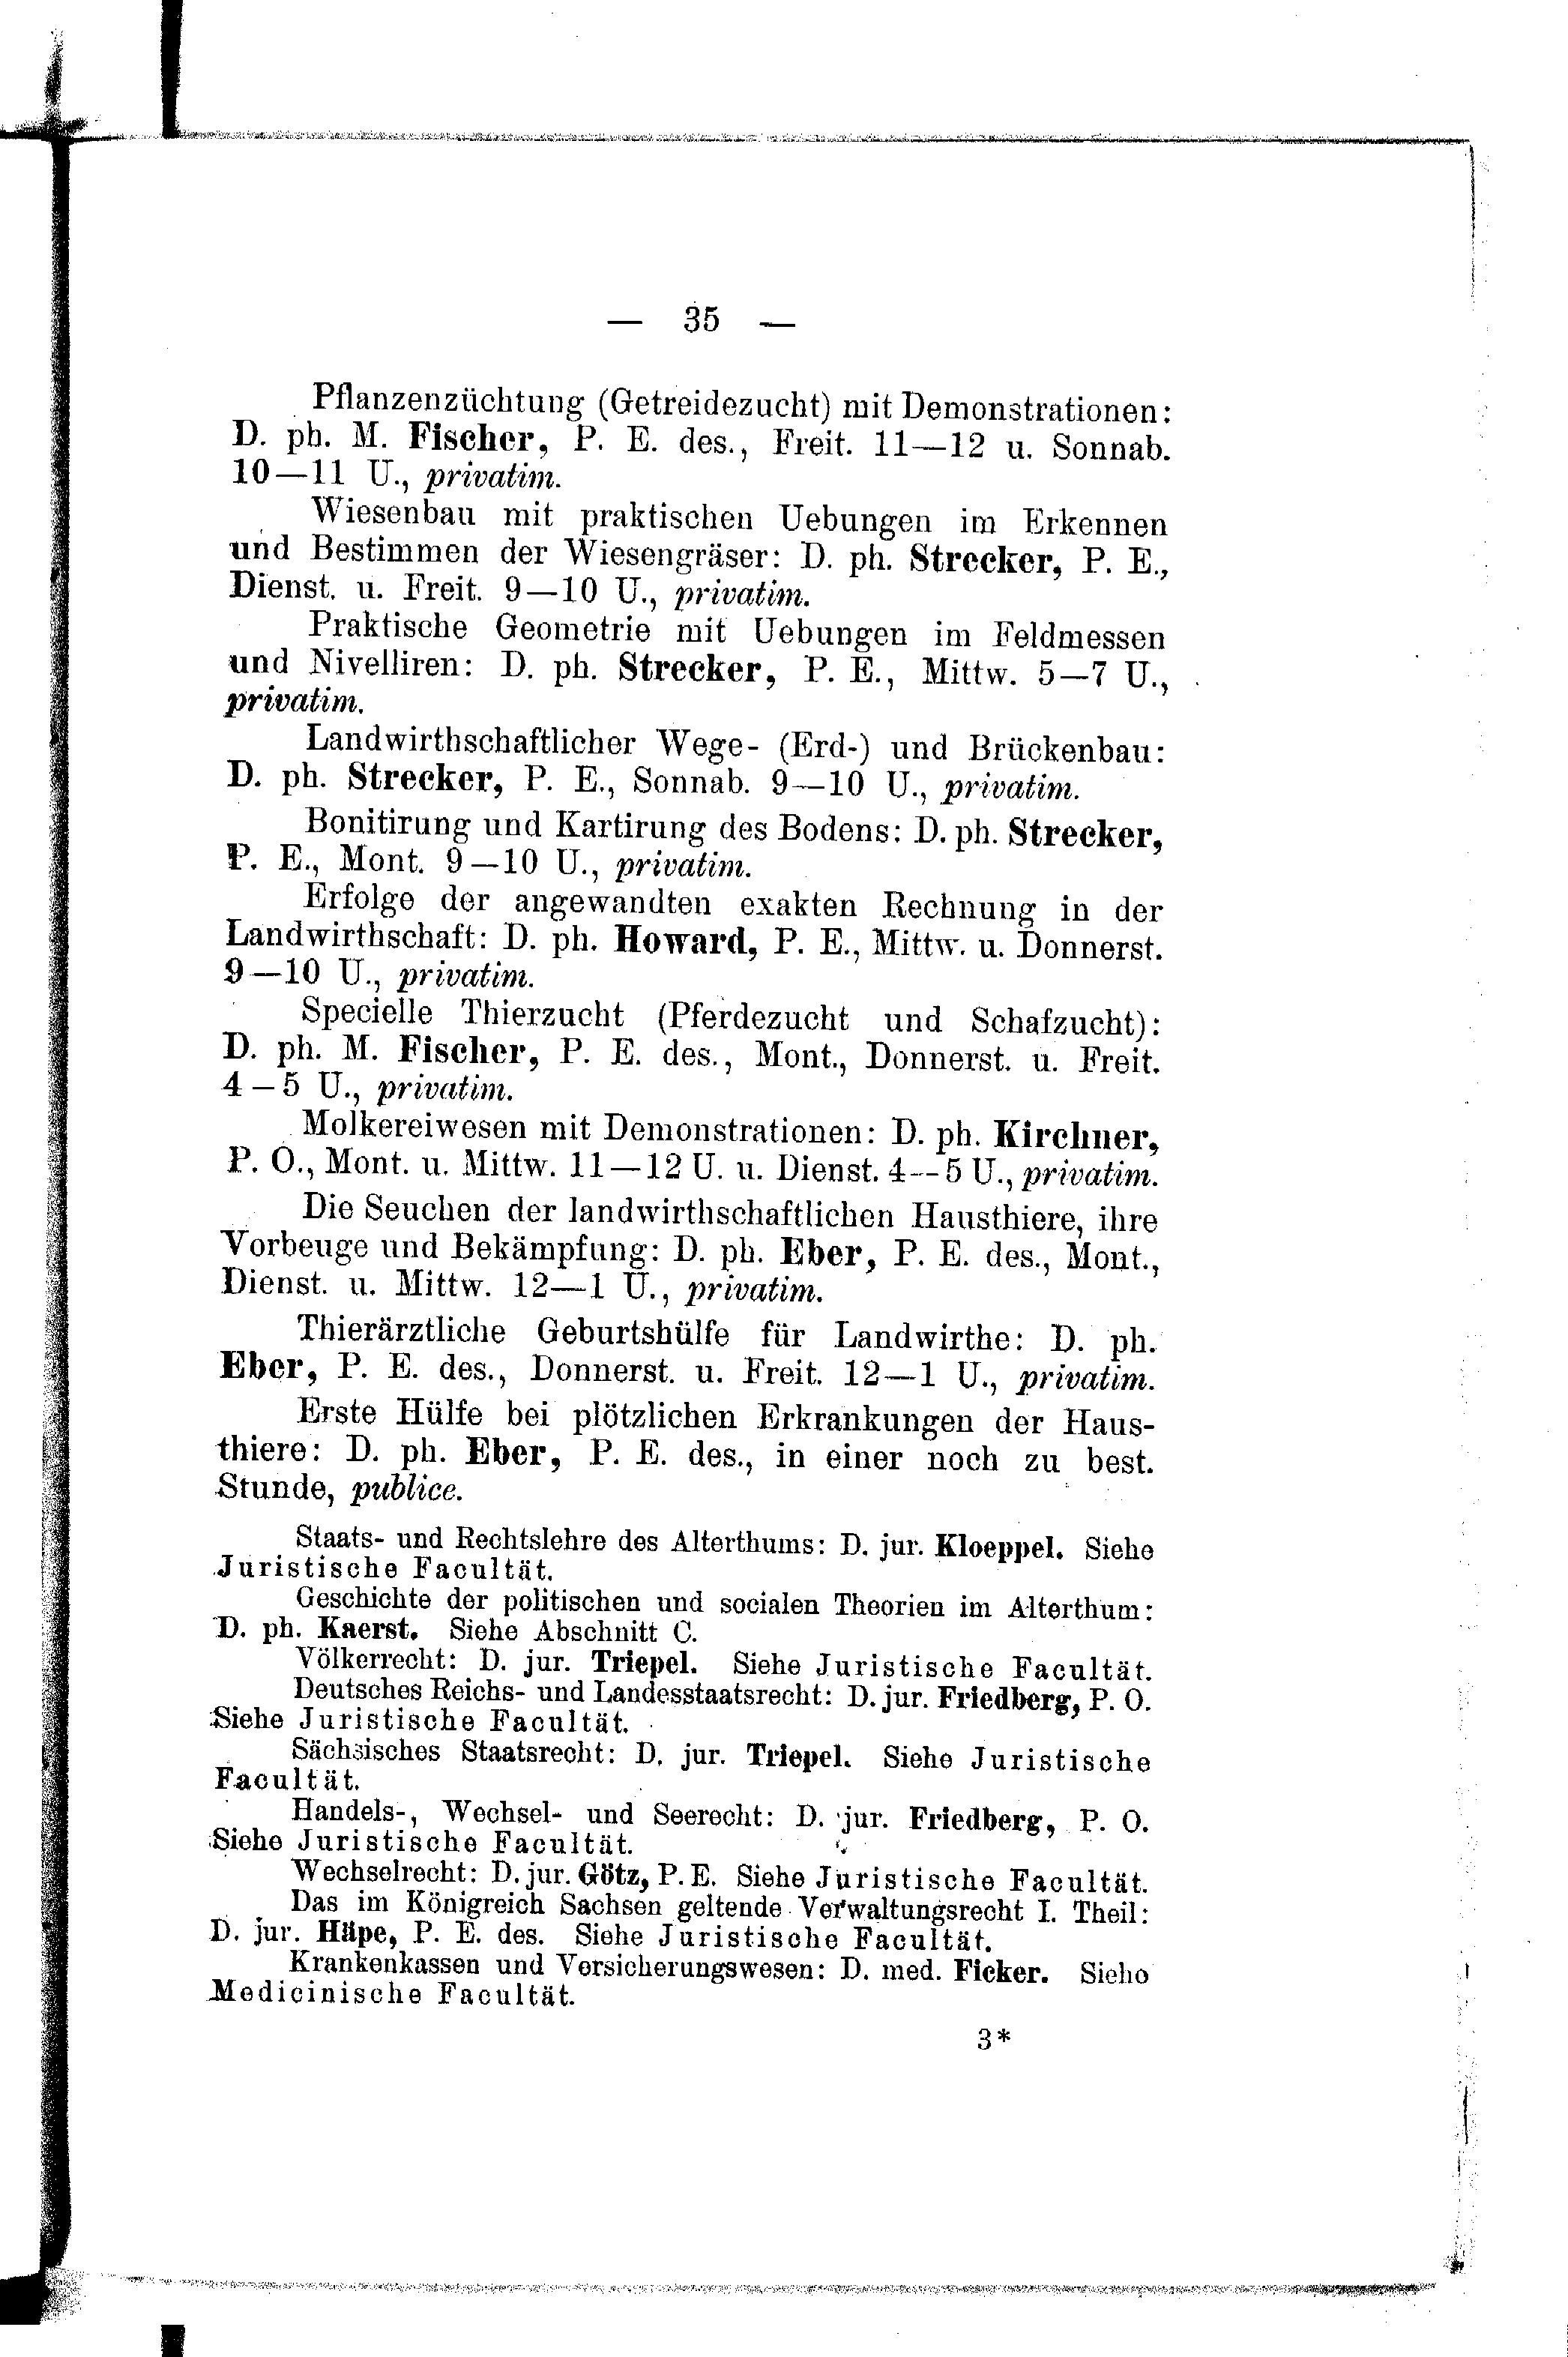 — 35 —
Pflanzenzüchtung (Getreidezucht) mit Demonstrationen:
D. ph. M. Fischer, P. E. des., Freit. 11—12 u. Sonnab.
10—11 U., privatim.
Wiesenbau mit praktischen Uebungen im Erkennen
und Bestimmen der Wiesengräser: D. ph. Strecker, P. E.,
Dienst. u. Freit. 9—10 U., privatim.
Praktische Geometrie mit Uebungen im Feldmessen
und Nivelliren: D. ph. Strecker, P. E., Mittw. 5—7 U.,
privatim.
Landwirthschaftlicher Wege- (Erd-) und Brückenbau:
D. ph. Strecker, P. E., Sonnab. 9—10 U., privatim.
Bonitirung und Kartirung des Bodens: D. ph. Strecker,
P. E., Mont. 9—10 U., privatim.
Erfolge der angewandten exakten Rechnung in der
Landwirthschaft: D. ph. Howard, P. E., Mittw. u. Donnerst.
9—10 U., privatim.
Specielle Thierzucht (Pferdezucht und Schafzucht):
D. ph. M. Fischer, P. E. des., Mont., Donnerst. u. Freit.
4—5 U., privatim.
Molkereiwesen mit Demonstrationen: D. ph. Kirchner,
P. O., Mont. u. Mittw. 11—12 U. u. Dienst. 4—5 U., privatim.
Die Seuchen der landwirthschaftlichen Hausthiere, ihre
Vorbeuge und Bekämpfung: D. ph. Eber, P. E. des., Mont.,
Dienst. u. Mittw. 12—1 U., privatim.
Thierärztliche Geburtshülfe für Landwirthe: D. ph.
Eber, P. E. des., Donnerst. u. Freit. 12—1 U., privatim.
Erste Hülfe bei plötzlichen Erkrankungen der Haus-
thiere: D. ph. Eber, P. E. des., in einer noch zu best.
Stunde, publice.
Staats- und Rechtslehre des Alterthums: D. jur. Kloeppel. Siehe
Juristische Facultät.
Geschichte der politischen und socialen Theorien im Alterthum:
D. ph. Kaerst. Siehe Abschnitt C.
Völkerrecht: D. jur. Triepel. Siehe Juristische Facultät.
Deutsches Reichs- und Landesstaatsrecht: D. jur. Friedberg, P. O.
Siehe Juristische Facultät.
Sächsisches Staatsrecht: D. jur. Triepel. Siehe Juristische
Facultät.
Handels-, Wechsel- und Seerecht: D. jur. Friedberg, P. O.
Siehe Juristische Facultät.
Wechselrecht: D. jur. Götz, P. E. Siehe Juristische Facultät.
Das im Königreich Sachsen geltende Verwaltungsrecht I. Theil:
D. jur. Häpe, P. E. des. Siehe Juristische Facultät.
Krankenkassen und Versicherungswesen: D. med. Ficker. Siehe
Medicinische Facultät.
3*